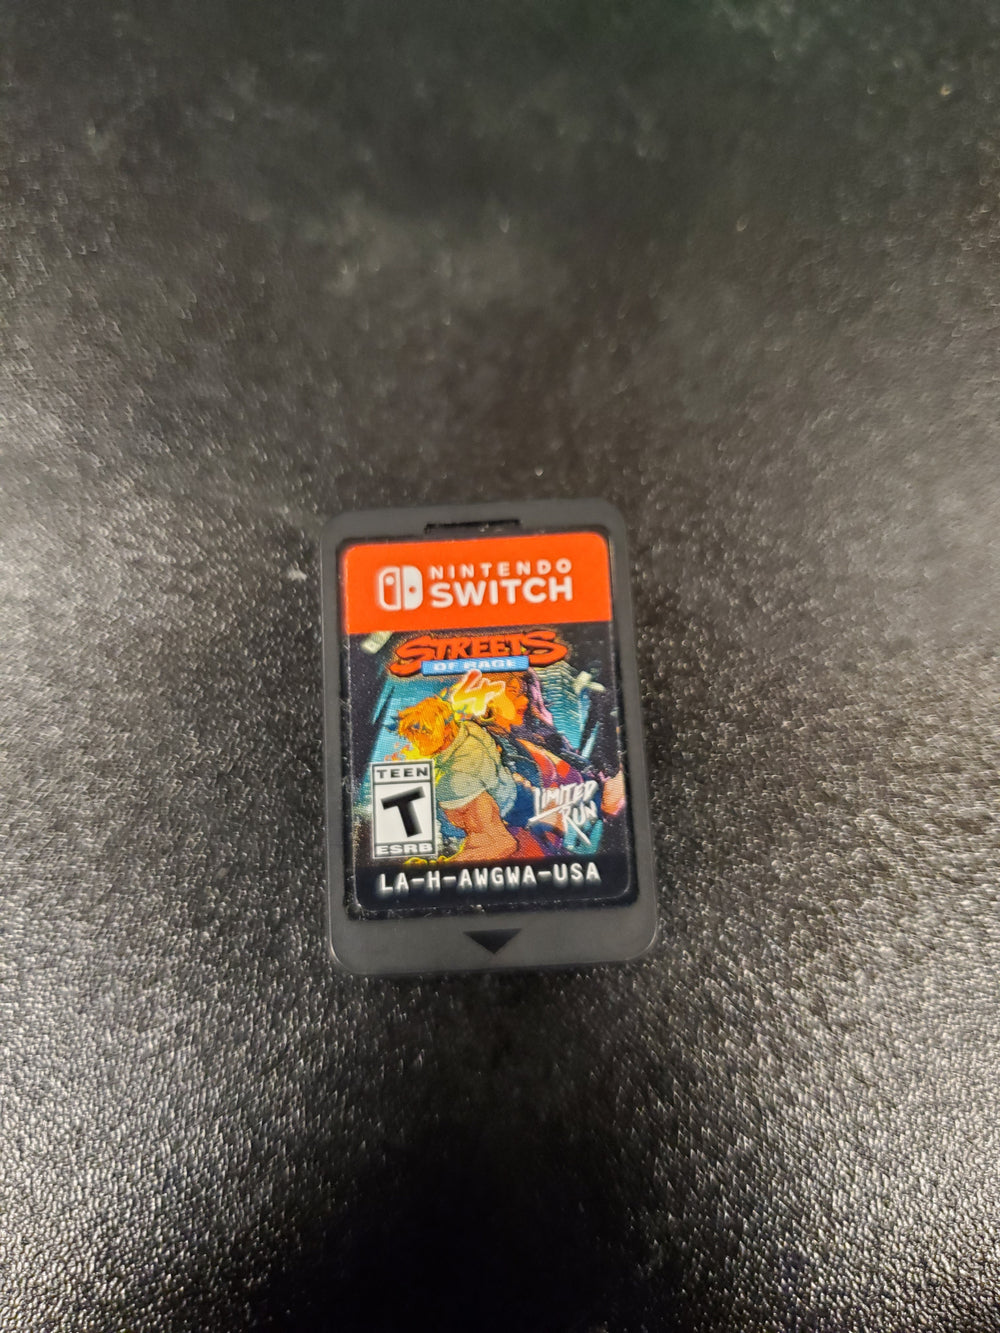 NINTENDO
SWITCH
STREETS
OF RAGE
4
TEEN
T
ESRB
LIMITED
RUN
LA-H-AWGWA-USA